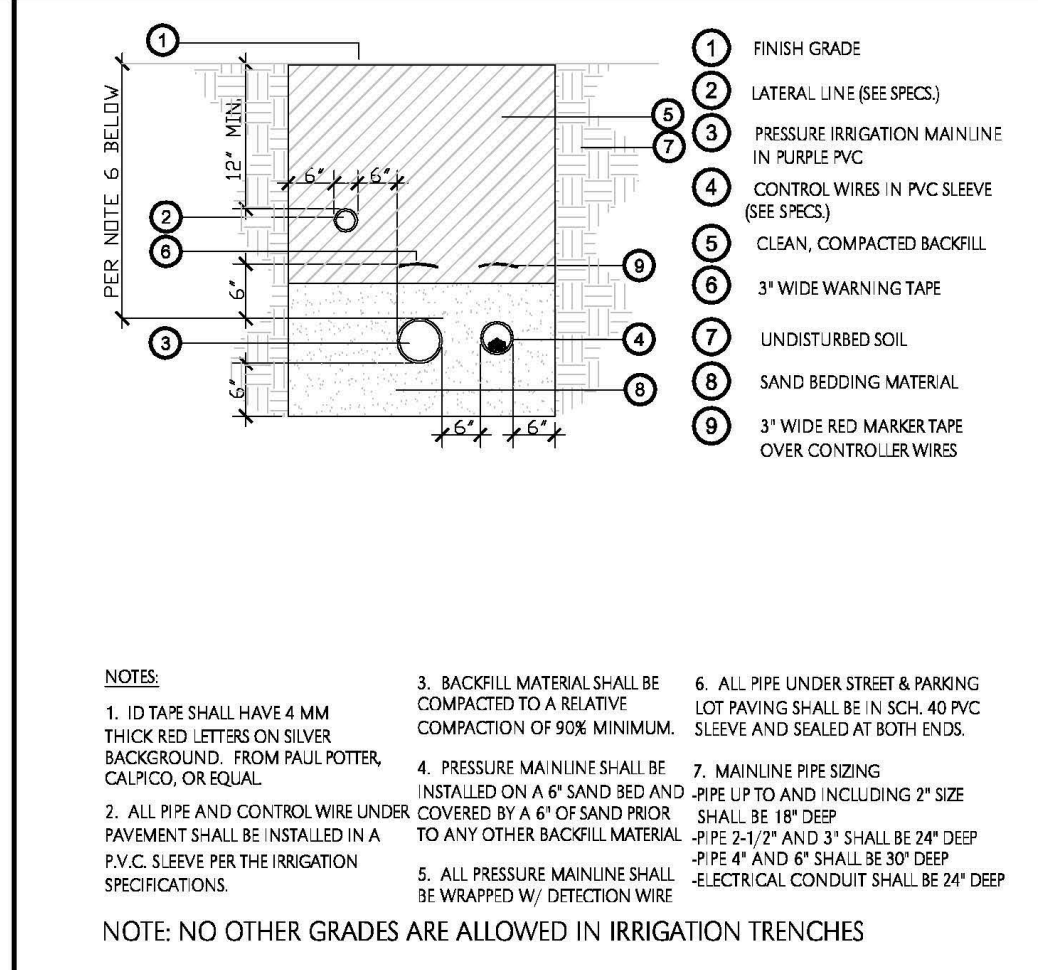 1
PER NOTE 6 BELOW
12" MIN.
6" 6"
2
6
6"
3
6"
5
7
9
4
8
6" 6"
1 FINISH GRADE
2 LATERAL LINE (SEE SPECS.)
3 PRESSURE IRRIGATION MAINLINE
IN PURPLE PVC
4 CONTROL WIRES IN PVC SLEEVE
(SEE SPECS.)
5 CLEAN, COMPACTED BACKFILL
6 3" WIDE WARNING TAPE
7 UNDISTURBED SOIL
8 SAND BEDDING MATERIAL
9 3" WIDE RED MARKER TAPE
OVER CONTROLLER WIRES
NOTES:
1. ID TAPE SHALL HAVE 4 MM
THICK RED LETTERS ON SILVER
BACKGROUND. FROM PAUL POTTER,
CALPICO, OR EQUAL
2. ALL PIPE AND CONTROL WIRE UNDER
PAVEMENT SHALL BE INSTALLED IN A
P.V.C. SLEEVE PER THE IRRIGATION
SPECIFICATIONS.
3. BACKFILL MATERIAL SHALL BE
COMPACTED TO A RELATIVE
COMPACTION OF 90% MINIMUM.
4. PRESSURE MAINLINE SHALL BE
INSTALLED ON A 6" SAND BED AND
COVERED BY A 6" OF SAND PRIOR
TO ANY OTHER BACKFILL MATERIAL
5. ALL PRESSURE MAINLINE SHALL
BE WRAPPED W/ DETECTION WIRE
6. ALL PIPE UNDER STREET & PARKING
LOT PAVING SHALL BE IN SCH. 40 PVC
SLEEVE AND SEALED AT BOTH ENDS.
7. MAINLINE PIPE SIZING
-PIPE UP TO AND INCLUDING 2" SIZE
SHALL BE 18" DEEP
-PIPE 2-1/2" AND 3" SHALL BE 24" DEEP
-PIPE 4" AND 6" SHALL BE 30" DEEP
-ELECTRICAL CONDUIT SHALL BE 24" DEEP
NOTE: NO OTHER GRADES ARE ALLOWED IN IRRIGATION TRENCHES